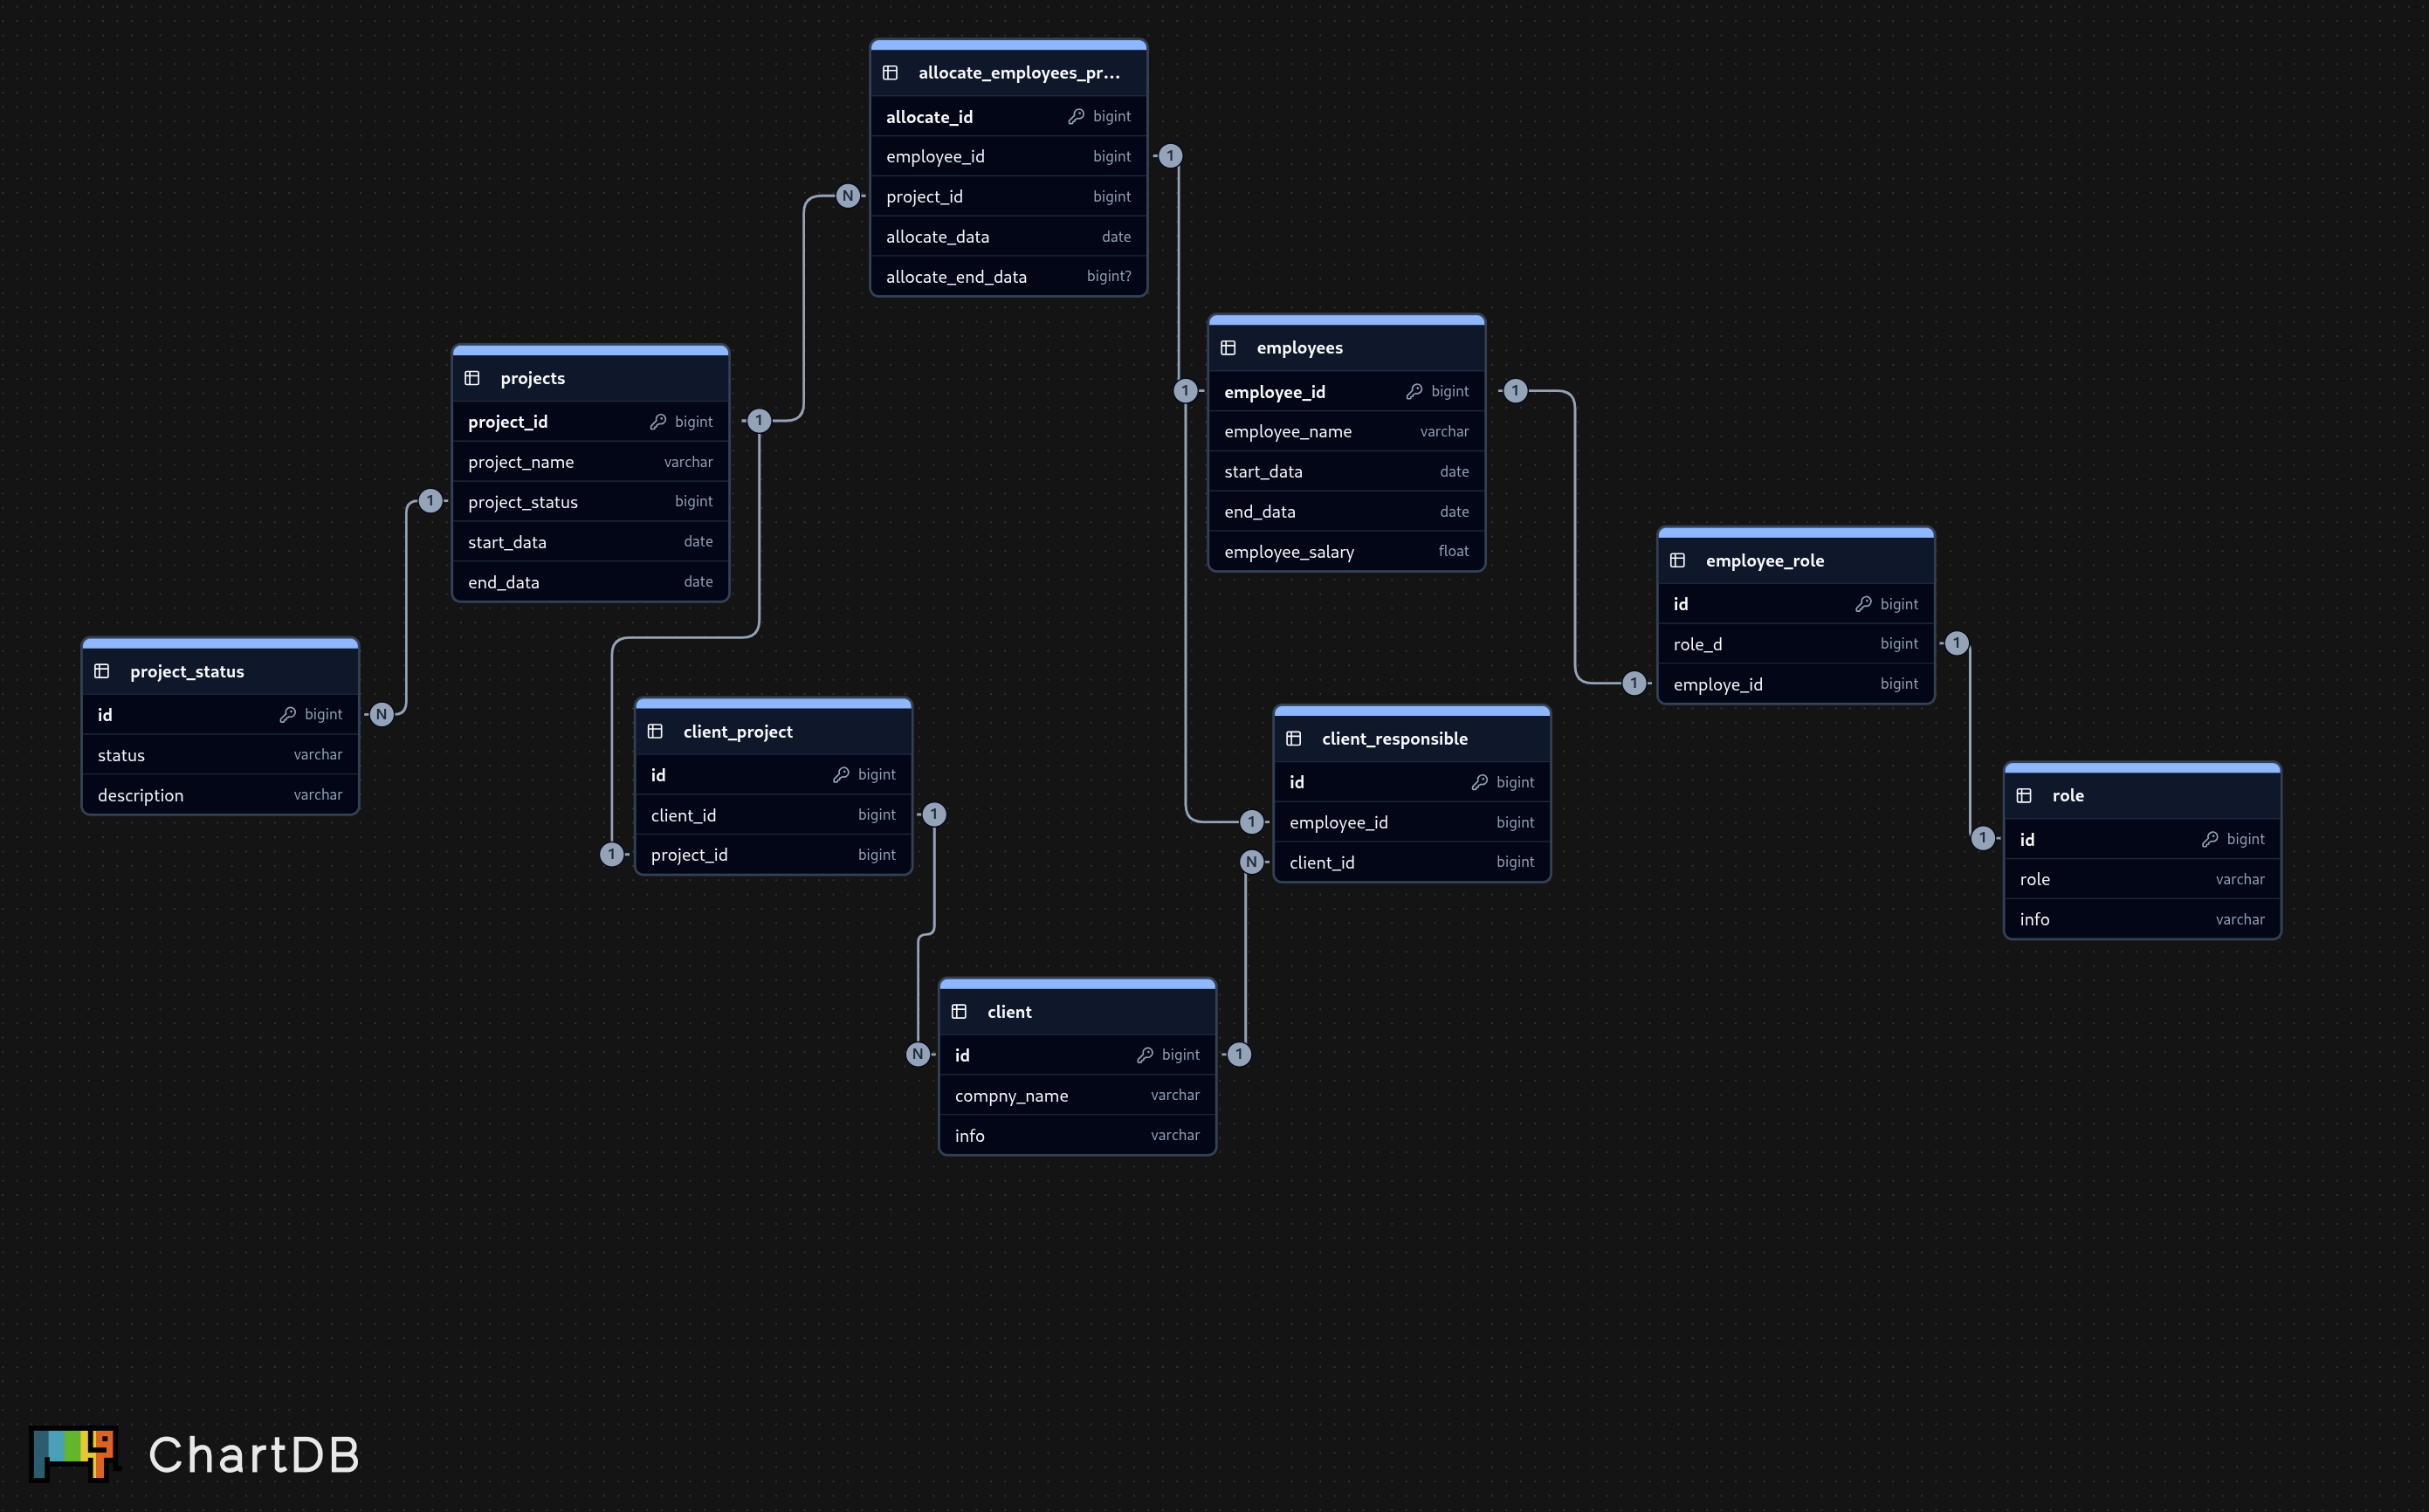 allocate_employees_pr...
allocate_id bigint
employee_id bigint
1
N
project_id bigint
allocate_data date
allocate_end_data bigint?
employees
1
employee_id bigint
1
employee_name varchar
start_data date
end_data date
employee_salary float
projects
project_id bigint
1
project_name varchar
1
project_status bigint
start_data date
end_data date
employee_role
id bigint
role_d bigint
1
1
employe_id bigint
project_status
id bigint
N
status varchar
description varchar
client_project
id bigint
client_id bigint
1
1
project_id bigint
client_responsible
id bigint
1
employee_id bigint
N
client_id bigint
role
1
id bigint
role varchar
info varchar
client
N
id bigint
1
compny_name varchar
info varchar
ChartDB